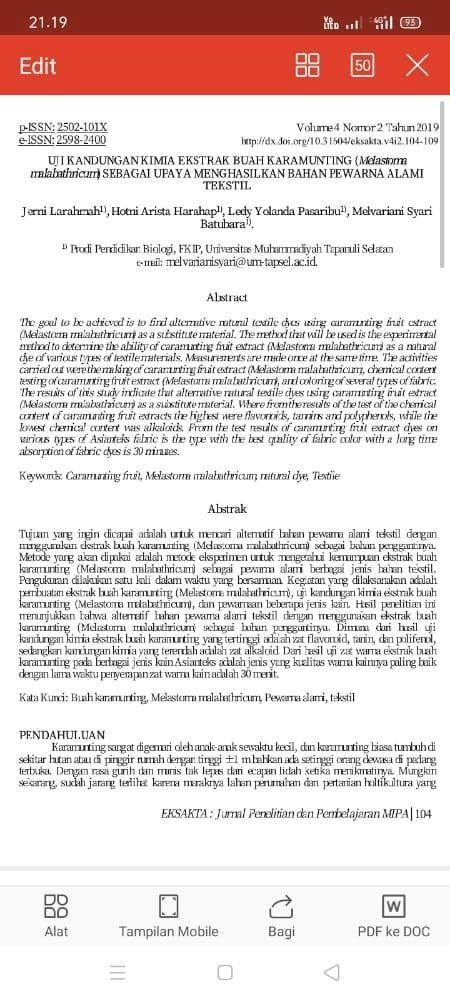 21.19
VoLTE 4G+ 93
Edit
50
p-ISSN: 2502-101X Volume 4 Nomor 2 Tahun 2019
e-ISSN: 2598-2400 http://dx.doi.org/10.31604/eksakta.v4i2.104-109
UJI KANDUNGAN KIMIA EKSTRAK BUAH KARAMUNTING (Melastoma
malabathricum) SEBAGAI UPAYA MENGHASILKAN BAHAN PEWARNA ALAMI
TEKSTIL
Jerni Larahmah1), Hotni Arista Harahap1), Ledy Yolanda Pasaribu1), Melvariani Syari
Batubara1).
1) Prodi Pendidikan Biologi, FKIP, Universitas Muhammadiyah Tapanuli Selatan
e-mail: melvarianisyari@um-tapsel.ac.id.
Abstract
The goal to be achieved is to find alternative natural textile dyes using caramunting fruit extract
(Melastoma malabathricum) as a substitute material. The method that will be used is the experimental
method to determine the ability of caramunting fruit extract (Melastoma malabathricum) as a natural
dye of various types of textile materials. Measurements are made once at the same time. The activities
carried out were the making of caramunting fruit extract (Melastoma malabathricum), chemical content
testing of caramunting fruit extract (Melastoma malabathricum), and coloring of several types of fabric.
The results of this study indicate that alternative natural textile dyes using caramunting fruit extract
(Melastoma malabathricum) as a substitute material. Where from the results of the test of the chemical
content of caramunting fruit extracts the highest were flavonoids, tannins and polyphenols, while the
lowest chemical content was alkaloids. From the test results of caramunting fruit extract dyes on
various types of Asianteks fabric is the type with the best quality of fabric color with a long time
absorption of fabric dyes is 30 minutes.
Keywords: Caramunting fruit, Melastoma malabathricum, natural dye, Textile
Abstrak
Tujuan yang ingin dicapai adalah untuk mencari alternatif bahan pewarna alami tekstil dengan
menggunakan ekstrak buah karamunting (Melastoma malabathricum) sebagai bahan penggantinya.
Metode yang akan dipakai adalah metode eksperimen untuk mengetahui kemampuan ekstrak buah
karamunting (Melastoma malabathricum) sebagai pewarna alami berbagai jenis bahan tekstil.
Pengukuran dilakukan satu kali dalam waktu yang bersamaan. Kegiatan yang dilaksanakan adalah
pembuatan ekstrak buah karamunting (Melastoma malabathricum), uji kandungan kimia ekstrak buah
karamunting (Melastoma malabathricum), dan pewarnaan beberapa jenis kain. Hasil penelitian ini
menunjukkan bahwa alternatif bahan pewarna alami tekstil dengan menggunakan ekstrak buah
karamunting (Melastoma malabathricum) sebagai bahan penggantinya. Dimana dari hasil uji
kandungan kimia ekstrak buah karamunting yang tertinggi adalah zat flavonoid, tanin, dan polifenol,
sedangkan kandungan kimia yang terendah adalah zat alkaloid. Dari hasil uji zat warna ekstrak buah
karamunting pada berbagai jenis kain Asianteks adalah jenis yang kualitas warna kainnya paling baik
dengan lama waktu penyerapan zat warna kain adalah 30 menit.
Kata Kunci: Buah karamunting, Melastoma malabathricum, Pewarna alami, tekstil
PENDAHULUAN
Karamunting sangat digemari oleh anak-anak sewaktu kecil, dan karamunting biasa tumbuh di
sekitar hutan atau di pinggir rumah dengan tinggi ±1 m bahkan ada setinggi orang dewasa di padang
terbuka. Dengan rasa gurih dan manis tak lepas dari ecapan lidah ketika menikmatinya. Mungkin
sekarang, sudah jarang terlihat karena maraknya lahan perumahan dan pertanian holtikultura yang
EKSAKTA : Jurnal Penelitian dan Pembelajaran MIPA | 104
Alat Tampilan Mobile Bagi PDF ke DOC